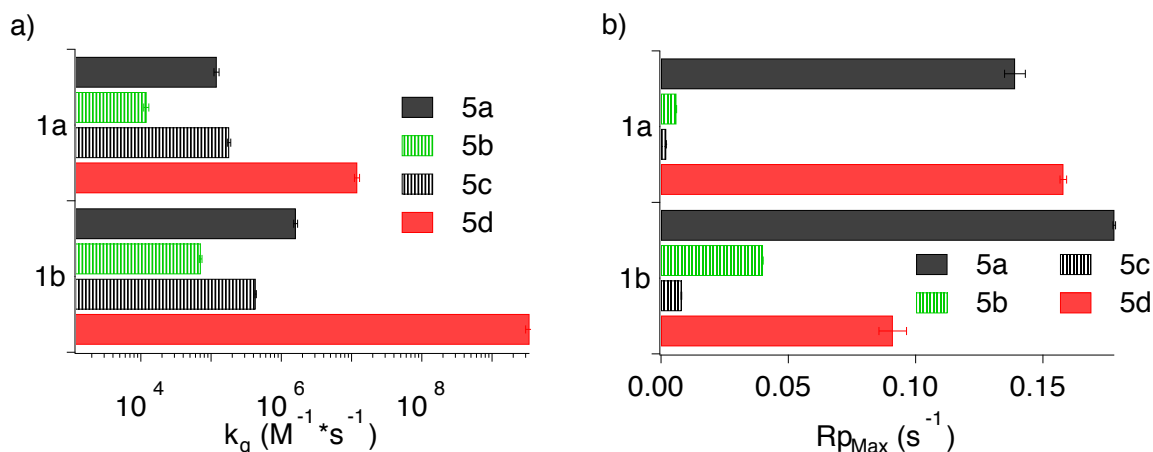 a)
1a
1b
5a
5b
5c
5d
10^4
10^6
10^8
k_q (M^-1*s^-1)
b)
1a
1b
5a
5c
5b
5d
0.00
0.05
0.10
0.15
Rp_Max (s^-1)